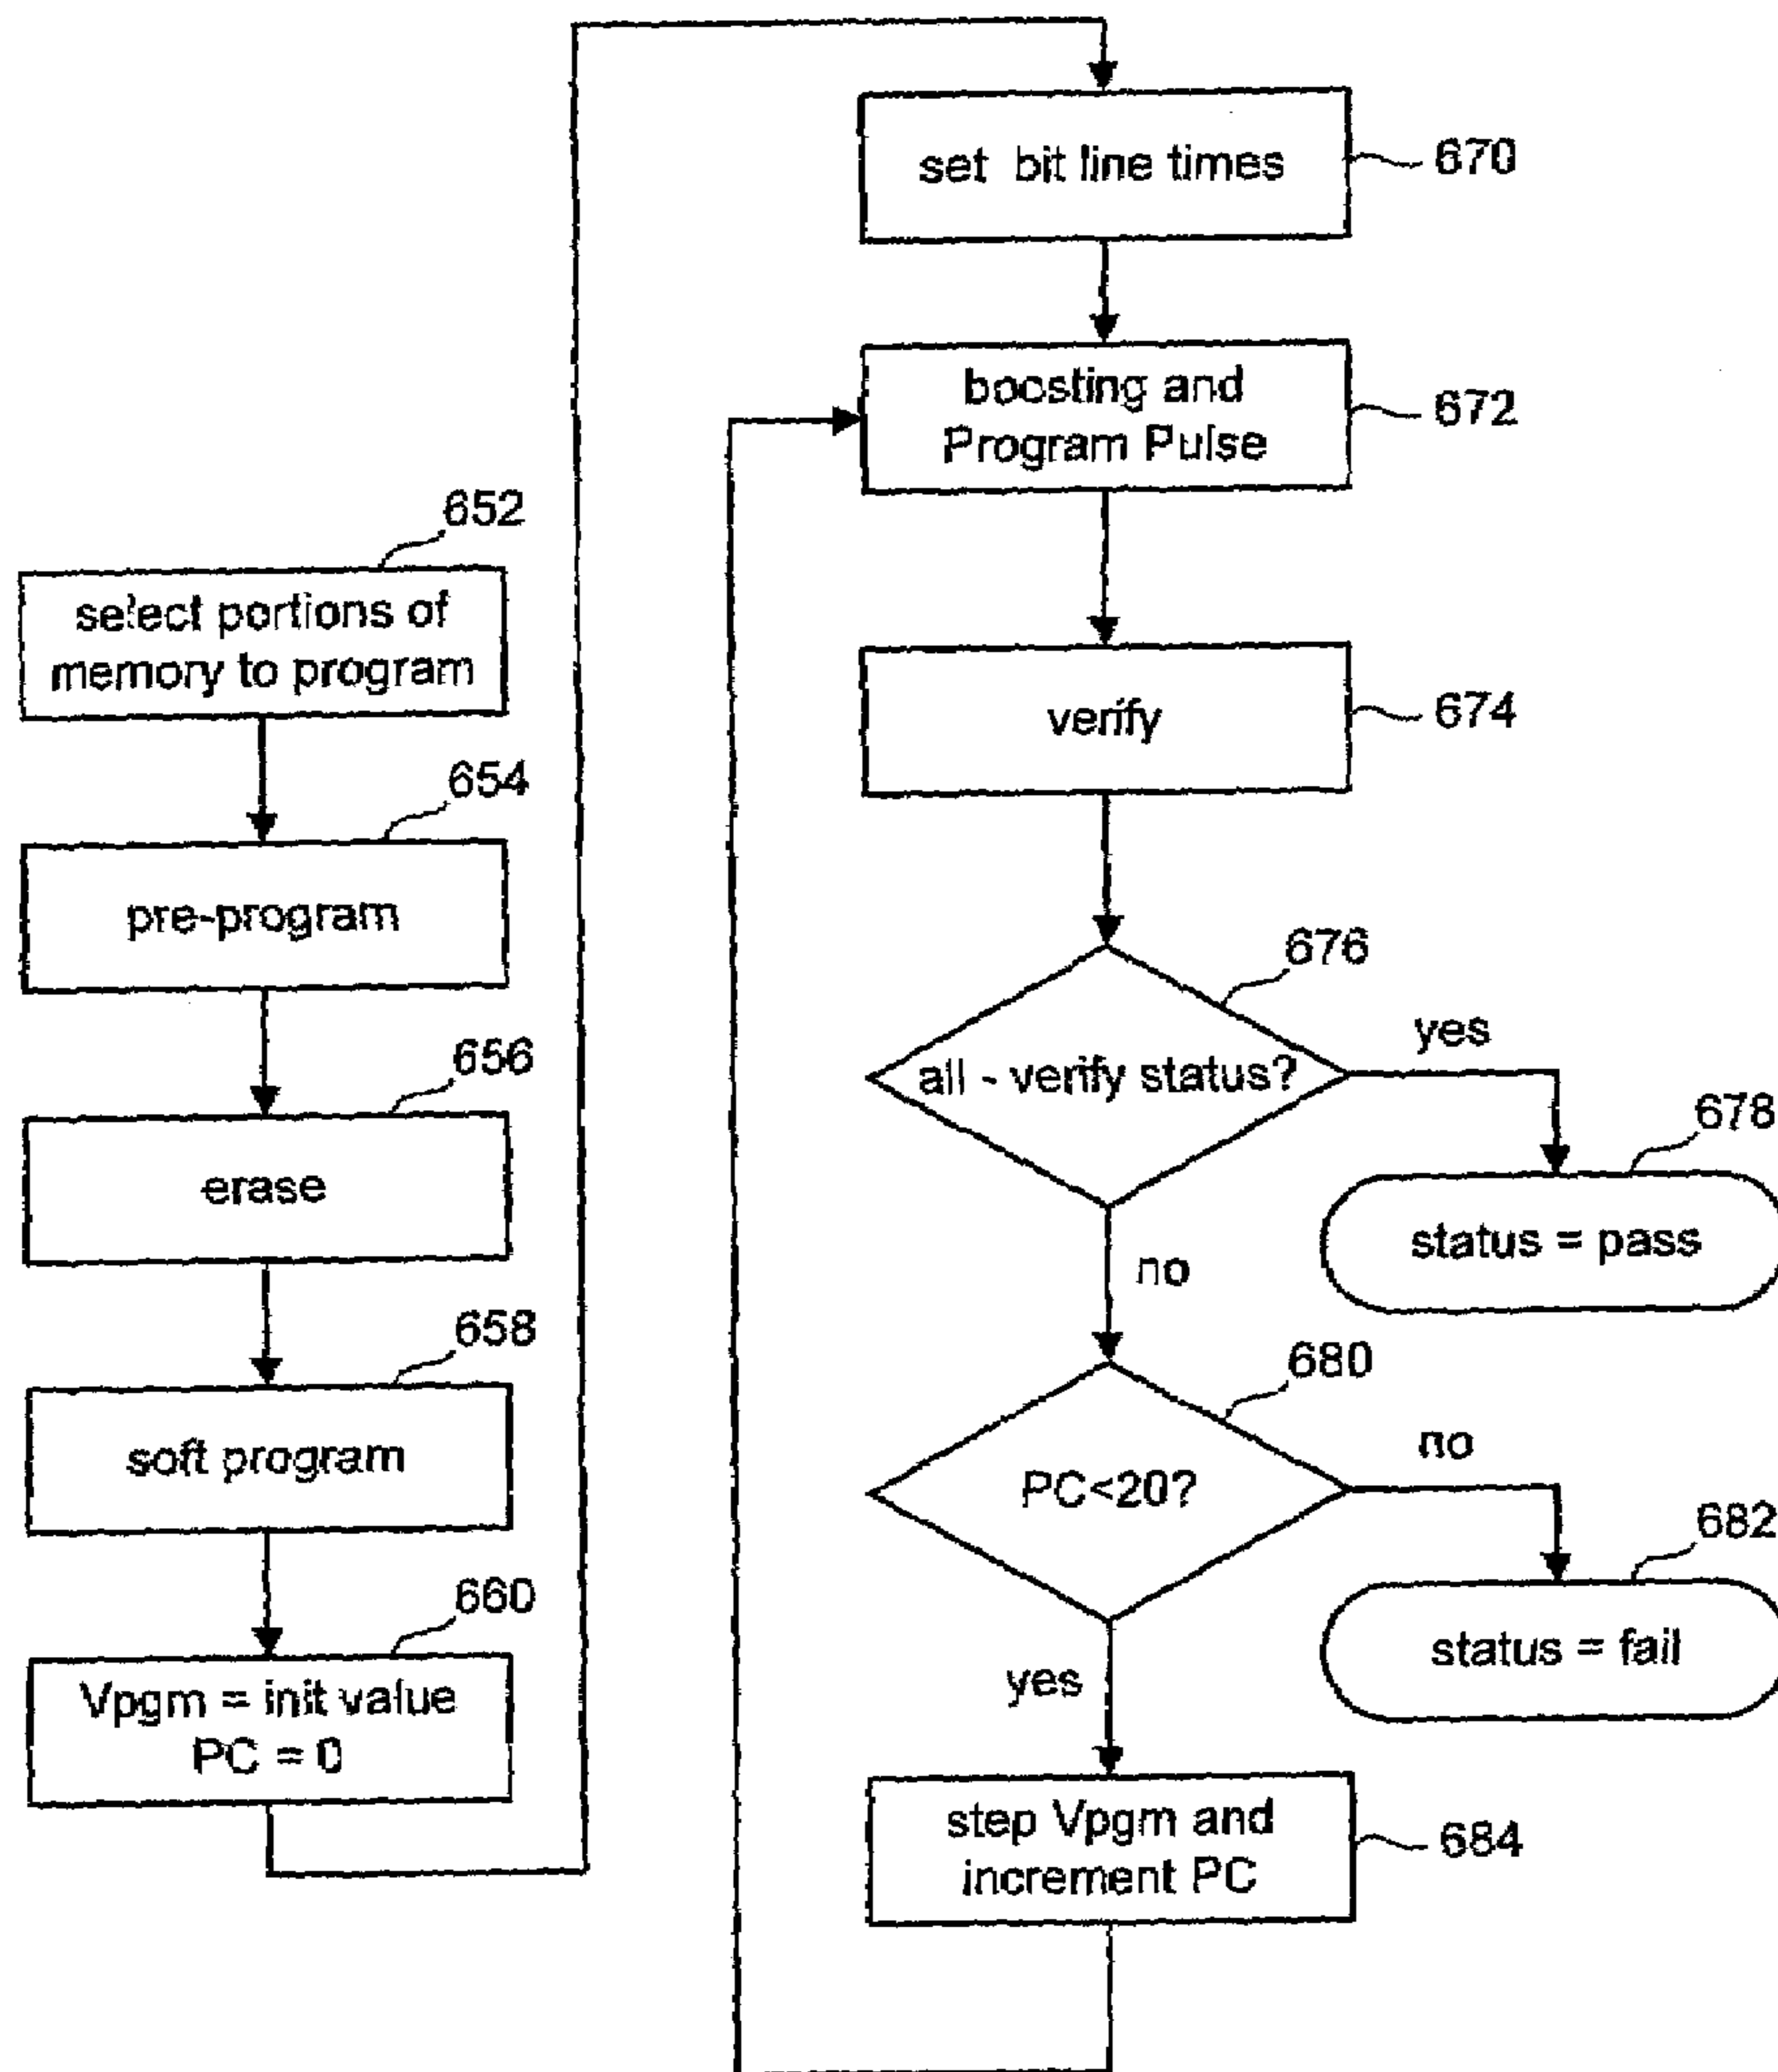 652
select portions of
memory to program
654
pre-program
656
erase
658
soft program
660
Vpgm = init value
PC = 0
set bit line times
670
boosting and
Program Pulse
672
verify
674
676
all - verify status?
yes
678
status = pass
no
680
PC<20?
no
682
status = fail
yes
step Vpgm and
increment PC
684